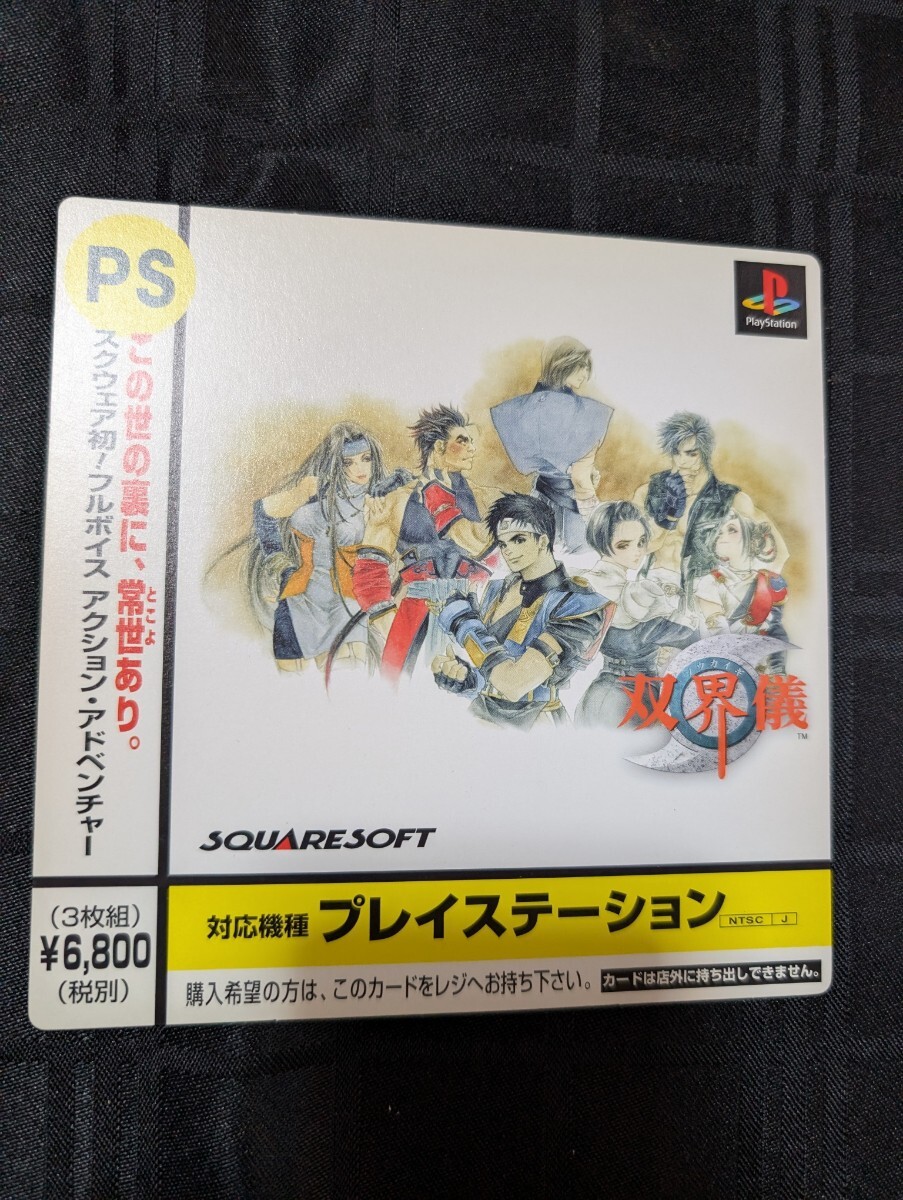 PS
この世の裏に、常世あり。
とこよ
スクウェア初!フルボイス アクション・アドベンチャー
PlayStation
ソウカイギ
双界儀
TM
SQUARESOFT
(3枚組)
¥6,800
(税別)
対応機種 プレイステーション
NTSC J
購入希望の方は、このカードをレジへお持ち下さい。
カードは店外に持ち出しできません。